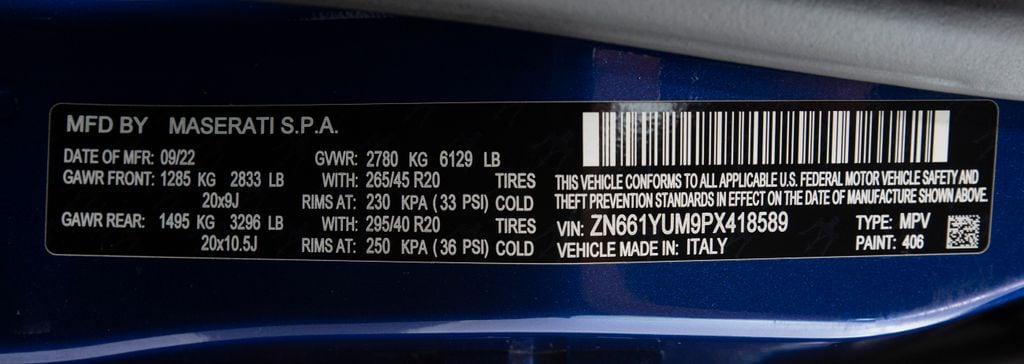 MFD BY MASERATI S.P.A.
DATE OF MFR: 09/22 GVWR: 2780 KG 6129 LB
GAWR FRONT: 1285 KG 2833 LB WITH: 265/45 R20 TIRES
20x9J RIMS AT: 230 KPA (33 PSI) COLD
GAWR REAR: 1495 KG 3296 LB WITH: 295/40 R20 TIRES
20x10.5J RIMS AT: 250 KPA (36 PSI) COLD
THIS VEHICLE CONFORMS TO ALL APPLICABLE U.S. FEDERAL MOTOR VEHICLE SAFETY AND
THEFT PREVENTION STANDARDS IN EFFECT ON THE DATE OF MANUFACTURE SHOWN ABOVE.
VIN: ZN661YUM9PX418589 TYPE: MPV
VEHICLE MADE IN: ITALY PAINT: 406